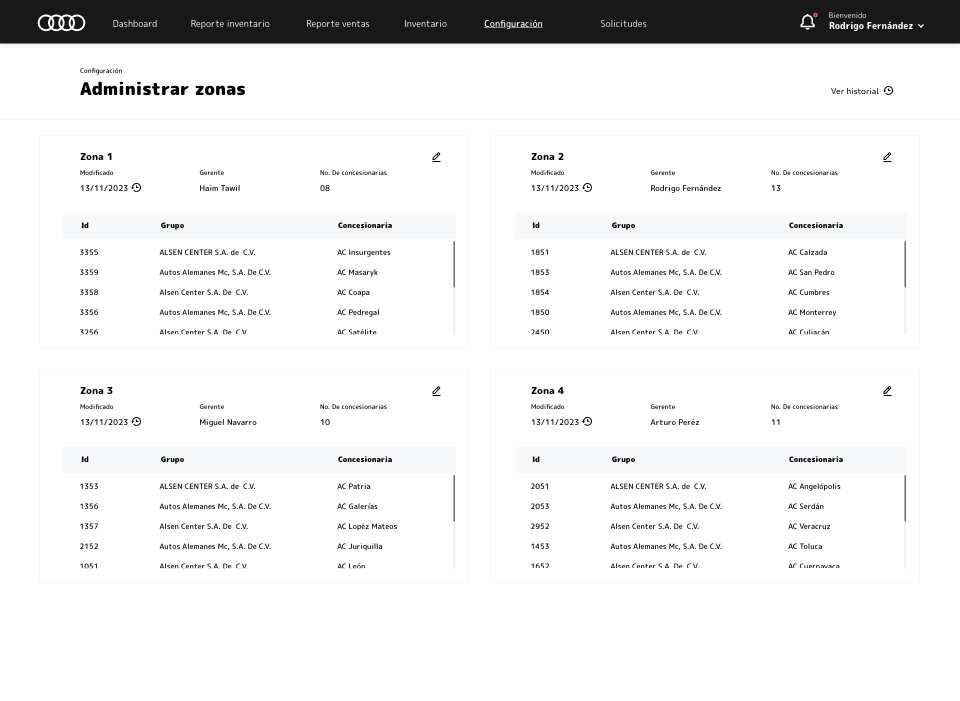 Dashboard Reporte inventario Reporte ventas Inventario Configuración Solicitudes
Bienvenido
Rodrigo Fernández
Configuración
Administrar zonas
Ver historial
Zona 1
Modificado Gerente No. De concesionarias
13/11/2023 Haim Tawil 08
Id Grupo Concesionaria
3355 ALSEN CENTER S.A. de C.V. AC Insurgentes
3359 Autos Alemanes Mc, S.A. De C.V. AC Masaryk
3358 Alsen Center S.A. De C.V. AC Coapa
3356 Autos Alemanes Mc, S.A. De C.V. AC Pedregal
3256 Alsen Center S.A. De C.V. AC Satélite
Zona 2
Modificado Gerente No. De concesionarias
13/11/2023 Rodrigo Fernández 13
Id Grupo Concesionaria
1851 ALSEN CENTER S.A. de C.V. AC Calzada
1853 Autos Alemanes Mc, S.A. De C.V. AC San Pedro
1854 Alsen Center S.A. De C.V. AC Cumbres
1850 Autos Alemanes Mc, S.A. De C.V. AC Monterrey
2450 Alsen Center S.A. De C.V. AC Culiacán
Zona 3
Modificado Gerente No. De concesionarias
13/11/2023 Miguel Navarro 10
Id Grupo Concesionaria
1353 ALSEN CENTER S.A. de C.V. AC Patria
1356 Autos Alemanes Mc, S.A. De C.V. AC Galerías
1357 Alsen Center S.A. De C.V. AC Lopéz Mateos
2152 Autos Alemanes Mc, S.A. De C.V. AC Juriquilla
1051 Alsen Center S.A. De C.V. AC León
Zona 4
Modificado Gerente No. De concesionarias
13/11/2023 Arturo Peréz 11
Id Grupo Concesionaria
2051 ALSEN CENTER S.A. de C.V. AC Angelópolis
2053 Autos Alemanes Mc, S.A. De C.V. AC Serdán
2952 Alsen Center S.A. De C.V. AC Veracruz
1453 Autos Alemanes Mc, S.A. De C.V. AC Toluca
1652 Alsen Center S.A. De C.V. AC Cuernavaca